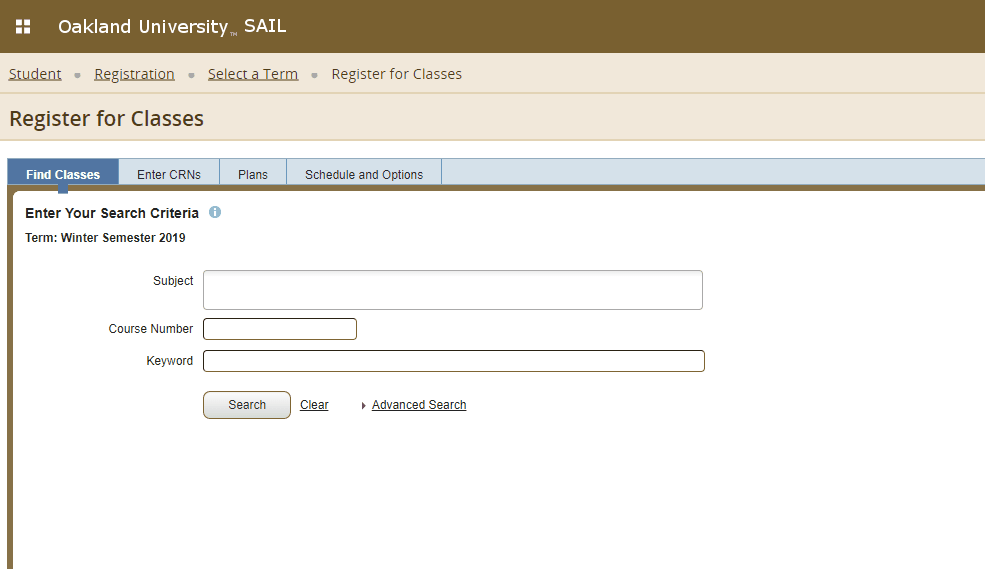 Oakland University™ SAIL
Student • Registration • Select a Term • Register for Classes
Register for Classes
Find Classes Enter CRNs Plans Schedule and Options
Enter Your Search Criteria
Term: Winter Semester 2019
Subject
Course Number
Keyword
Search Clear Advanced Search